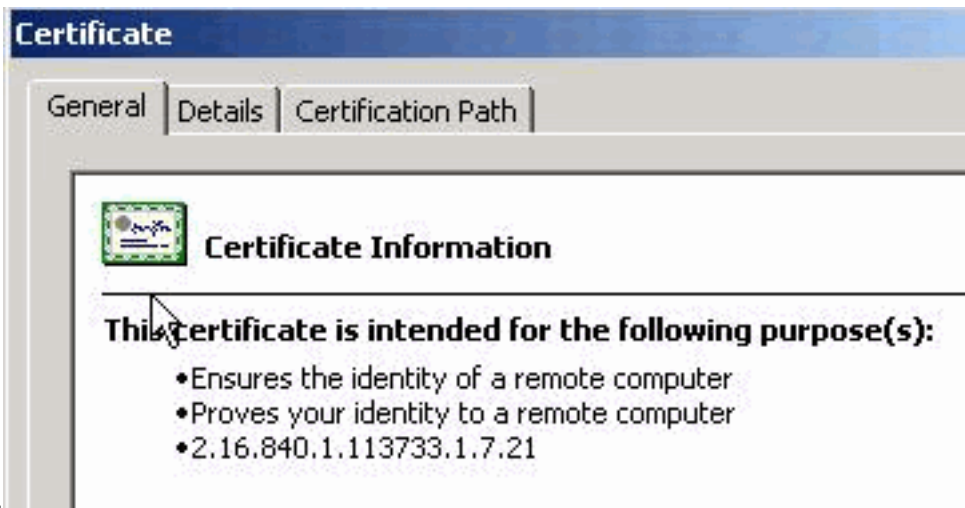 Certificate
General Details Certification Path
Certificate Information
This certificate is intended for the following purpose(s):
•Ensures the identity of a remote computer
•Proves your identity to a remote computer
•2.16.840.1.113733.1.7.21